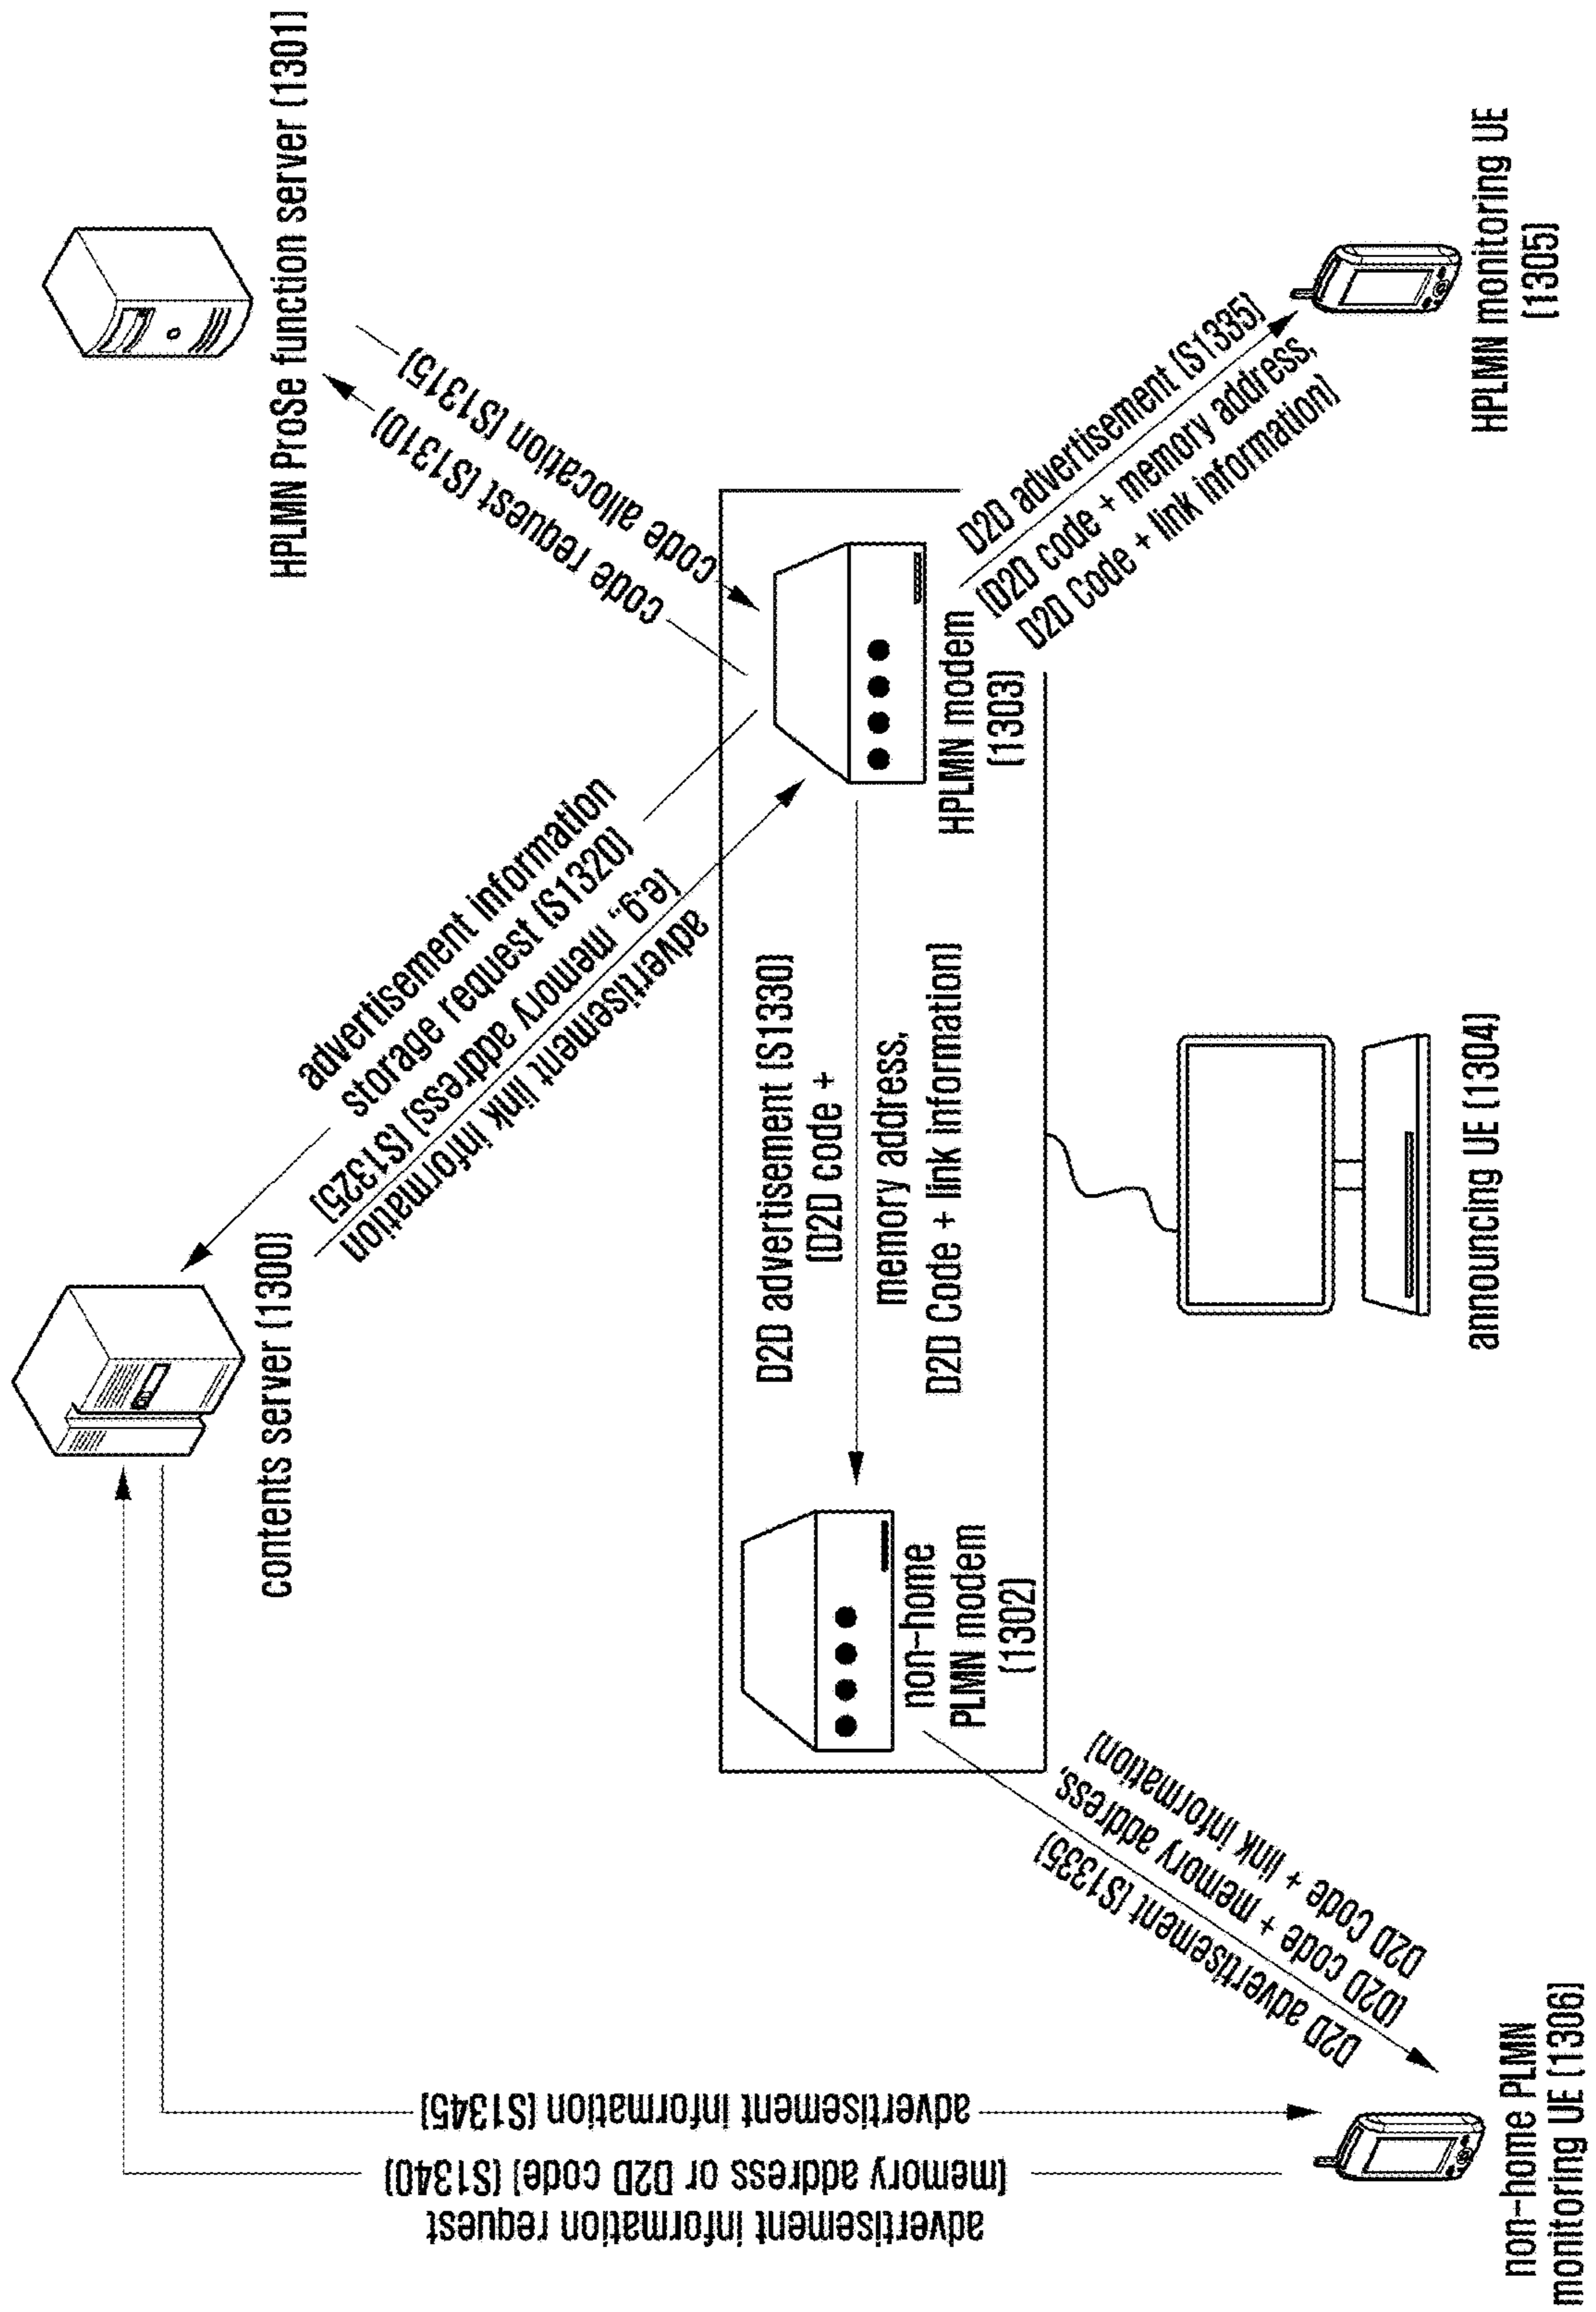 contents server (1300)
HPLMN ProSe function server (1301)
advertisement information request
(memory address or D2D code) (S1340)
advertisement information (S1345)
advertisement information
storage request (S1320)
(e.g., memory address) (S1325)
advertisement link information
code request (S1310)
code allocation (S1315)
D2D advertisement (S1330)
(D2D code +
memory address,
D2D Code + link information)
non-home
PLMN modem
(1302)
HPLMN modem
(1303)
D2D advertisement (S1335)
(D2D code + memory address,
D2D Code + link information)
D2D advertisement (S1335)
(D2D code + memory address,
D2D Code + link information)
non-home PLMN
monitoring UE (1306)
announcing UE (1304)
HPLMN monitoring UE
(1305)